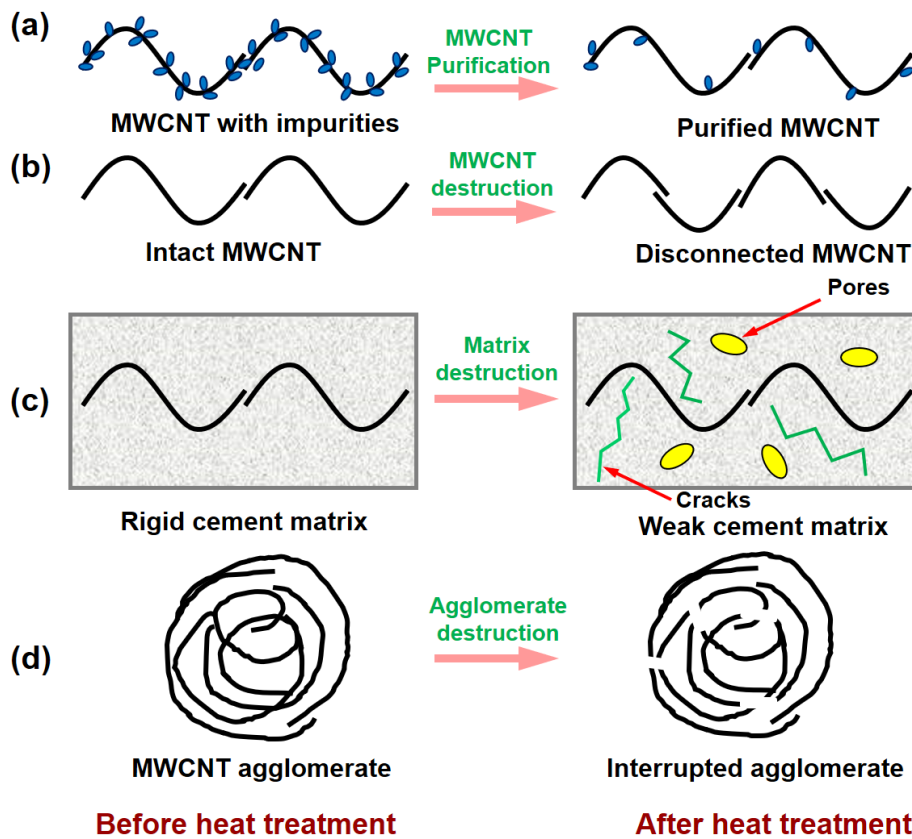 (a)
MWCNT
Purification
MWCNT with impurities
Purified MWCNT
(b)
MWCNT
destruction
Intact MWCNT
Disconnected MWCNT
Pores
(c)
Matrix
destruction
Cracks
Rigid cement matrix
Weak cement matrix
(d)
Agglomerate
destruction
MWCNT agglomerate
Interrupted agglomerate
Before heat treatment
After heat treatment